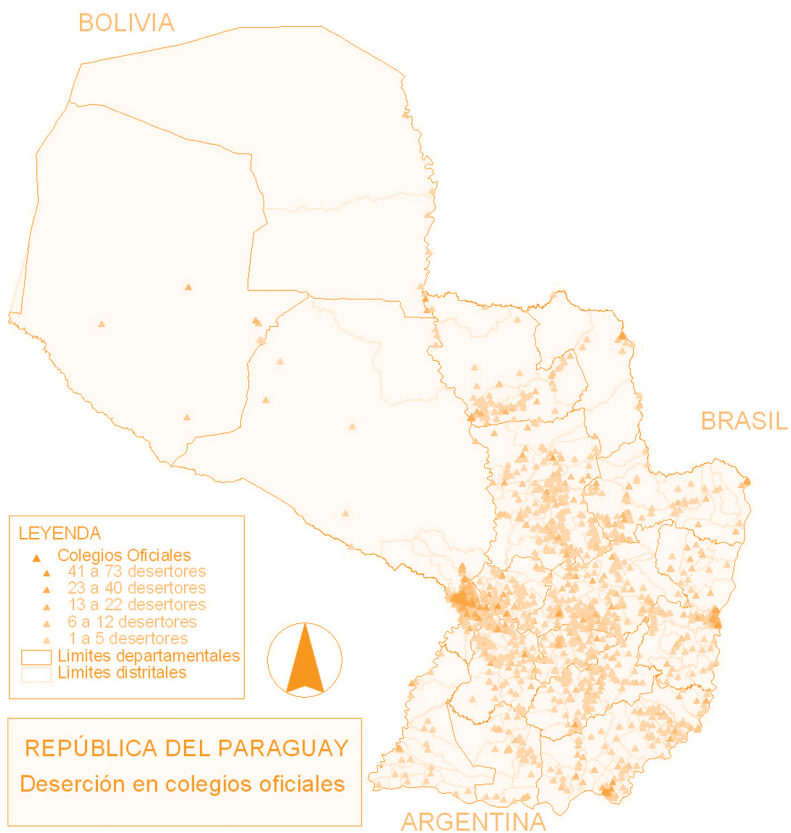 BOLIVIA
BRASIL
LEYENDA
Colegios Oficiales
41 a 73 desertores
23 a 40 desertores
13 a 22 desertores
6 a 12 desertores
1 a 5 desertores
Limites departamentales
Limites distritales
REPÚBLICA DEL PARAGUAY
Deserción en colegios oficiales
ARGENTINA